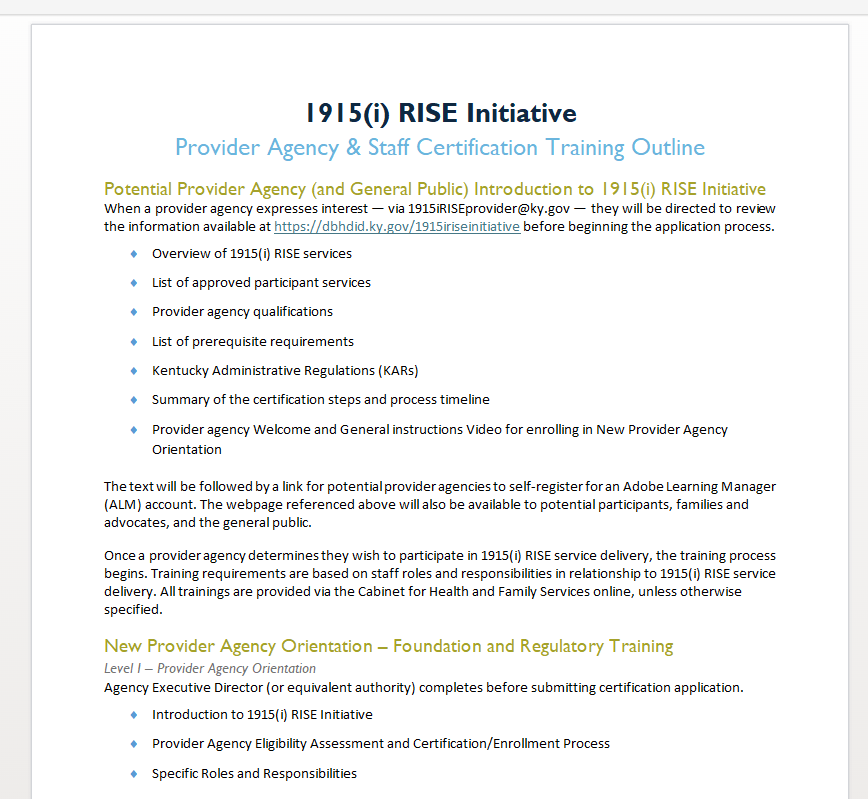 1915(i) RISE Initiative
Provider Agency & Staff Certification Training Outline
Potential Provider Agency (and General Public) Introduction to 1915(i) RISE Initiative
When a provider agency expresses interest — via 1915iRISEprovider@ky.gov — they will be directed to review
the information available at https://dbhdid.ky.gov/1915iriseinitiative before beginning the application process.
♦ Overview of 1915(i) RISE services
♦ List of approved participant services
♦ Provider agency qualifications
♦ List of prerequisite requirements
♦ Kentucky Administrative Regulations (KARs)
♦ Summary of the certification steps and process timeline
♦ Provider agency Welcome and General instructions Video for enrolling in New Provider Agency
Orientation
The text will be followed by a link for potential provider agencies to self-register for an Adobe Learning Manager
(ALM) account. The webpage referenced above will also be available to potential participants, families and
advocates, and the general public.
Once a provider agency determines they wish to participate in 1915(i) RISE service delivery, the training process
begins. Training requirements are based on staff roles and responsibilities in relationship to 1915(i) RISE service
delivery. All trainings are provided via the Cabinet for Health and Family Services online, unless otherwise
specified.
New Provider Agency Orientation – Foundation and Regulatory Training
Level I – Provider Agency Orientation
Agency Executive Director (or equivalent authority) completes before submitting certification application.
♦ Introduction to 1915(i) RISE Initiative
♦ Provider Agency Eligibility Assessment and Certification/Enrollment Process
♦ Specific Roles and Responsibilities